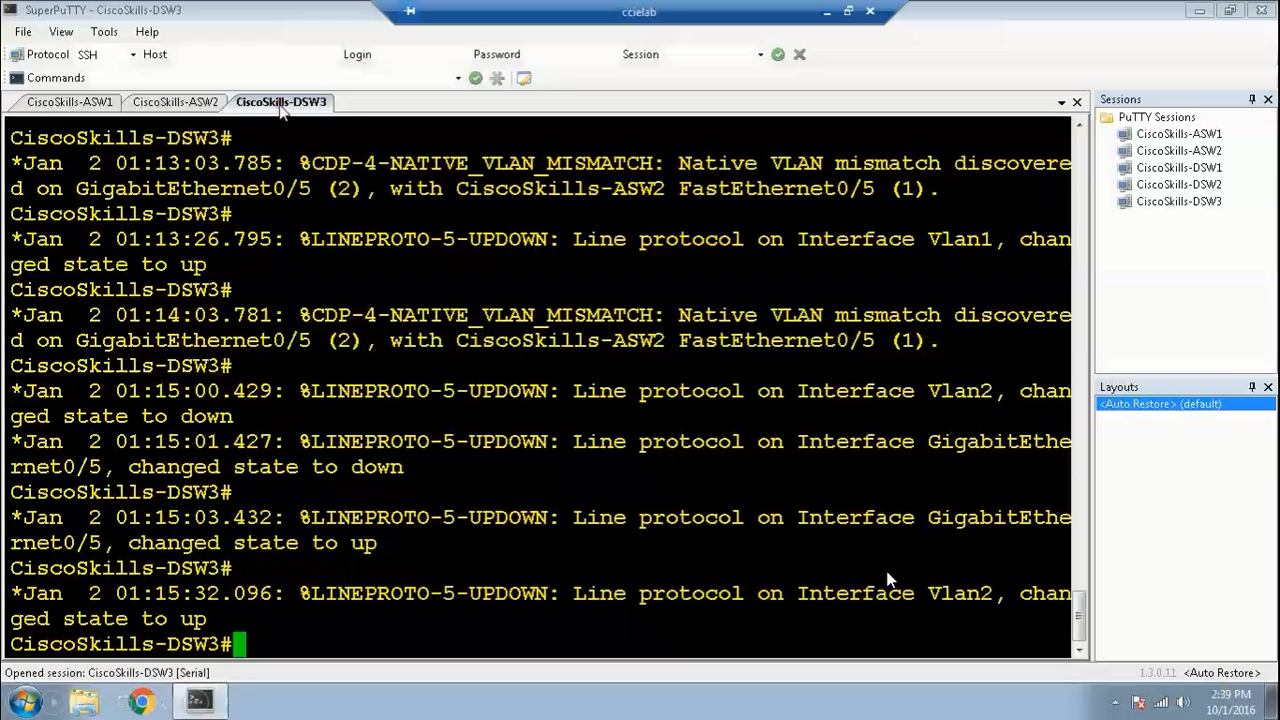 SuperPuTTY - CiscoSkills-DSW3
ccielab
File View Tools Help
Protocol SSH Host Login Password Session
Commands
CiscoSkills-ASW1 CiscoSkills-ASW2 CiscoSkills-DSW3
CiscoSkills-DSW3#
*Jan  2 01:13:03.785: %CDP-4-NATIVE_VLAN_MISMATCH: Native VLAN mismatch discovere
d on GigabitEthernet0/5 (2), with CiscoSkills-ASW2 FastEthernet0/5 (1).
CiscoSkills-DSW3#
*Jan  2 01:13:26.795: %LINEPROTO-5-UPDOWN: Line protocol on Interface Vlan1, chan
ged state to up
CiscoSkills-DSW3#
*Jan  2 01:14:03.781: %CDP-4-NATIVE_VLAN_MISMATCH: Native VLAN mismatch discovere
d on GigabitEthernet0/5 (2), with CiscoSkills-ASW2 FastEthernet0/5 (1).
CiscoSkills-DSW3#
*Jan  2 01:15:00.429: %LINEPROTO-5-UPDOWN: Line protocol on Interface Vlan2, chan
ged state to down
*Jan  2 01:15:01.427: %LINEPROTO-5-UPDOWN: Line protocol on Interface GigabitEthe
rnet0/5, changed state to down
CiscoSkills-DSW3#
*Jan  2 01:15:03.432: %LINEPROTO-5-UPDOWN: Line protocol on Interface GigabitEthe
rnet0/5, changed state to up
CiscoSkills-DSW3#
*Jan  2 01:15:32.096: %LINEPROTO-5-UPDOWN: Line protocol on Interface Vlan2, chan
ged state to up
CiscoSkills-DSW3#
Sessions
PuTTY Sessions
CiscoSkills-ASW1
CiscoSkills-ASW2
CiscoSkills-DSW1
CiscoSkills-DSW2
CiscoSkills-DSW3
Layouts
<Auto Restore> (default)
Opened session: CiscoSkills-DSW3 [Serial]
1.3.0.11 <Auto Restore>
2:39 PM
10/1/2016